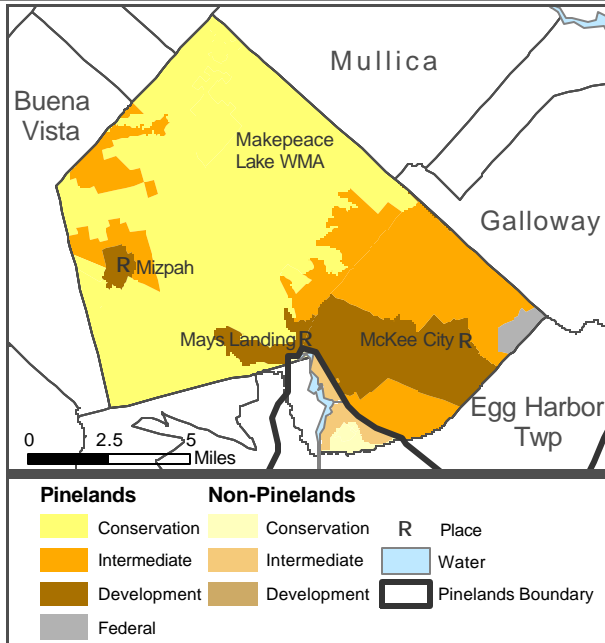 Mullica
Buena
Vista
Makepeace
Lake WMA
Galloway
R Mizpah
Mays Landing R
McKee City R
Egg Harbor
Twp
0 2.5 5
Miles
Pinelands
Non-Pinelands
Conservation
Conservation
R Place
Intermediate
Intermediate
Water
Development
Development
Pinelands Boundary
Federal